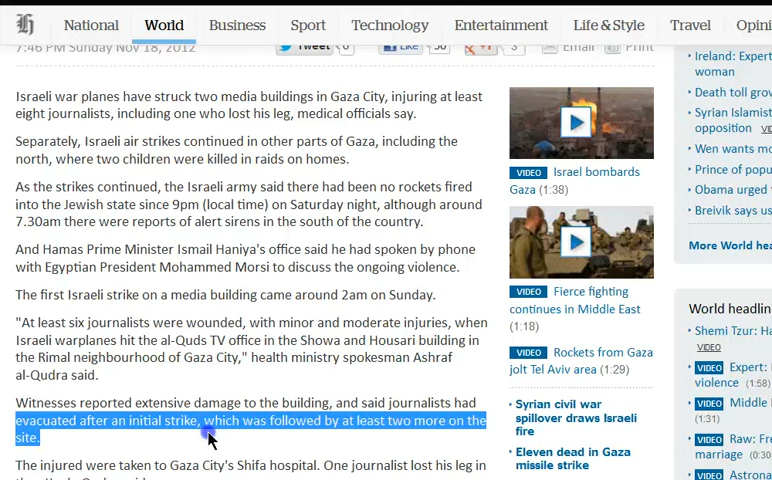 National World Business Sport Technology Entertainment Life & Style Travel Opini
7:46 PM Sunday Nov 18, 2012
Tweet 0 Like 50 +1 3 Email Print
Israeli war planes have struck two media buildings in Gaza City, injuring at least
eight journalists, including one who lost his leg, medical officials say.
Separately, Israeli air strikes continued in other parts of Gaza, including the
north, where two children were killed in raids on homes.
As the strikes continued, the Israeli army said there had been no rockets fired
into the Jewish state since 9pm (local time) on Saturday night, although around
7.30am there were reports of alert sirens in the south of the country.
And Hamas Prime Minister Ismail Haniya's office said he had spoken by phone
with Egyptian President Mohammed Morsi to discuss the ongoing violence.
The first Israeli strike on a media building came around 2am on Sunday.
"At least six journalists were wounded, with minor and moderate injuries, when
Israeli warplanes hit the al-Quds TV office in the Showa and Housari building in
the Rimal neighbourhood of Gaza City," health ministry spokesman Ashraf
al-Qudra said.
Witnesses reported extensive damage to the building, and said journalists had
evacuated after an initial strike, which was followed by at least two more on the
site.
The injured were taken to Gaza City's Shifa hospital. One journalist lost his leg in
VIDEO Israel bombards
Gaza (1:38)
VIDEO Fierce fighting
continues in Middle East
(1:18)
VIDEO Rockets from Gaza
jolt Tel Aviv area (1:29)
Syrian civil war
spillover draws Israeli
fire
Eleven dead in Gaza
missile strike
Ireland: Expert
woman
Death toll grov
Syrian Islamist
opposition VID
Wen wants mo
Prince of popu
Obama urged
Breivik says us
More World hea
World headlin
Shemi Tzur: Ha
VIDEO
VIDEO Expert:
violence (1:58)
VIDEO Middle
(1:31)
VIDEO Raw: Fr
marriage (0:30
VIDEO Astrona